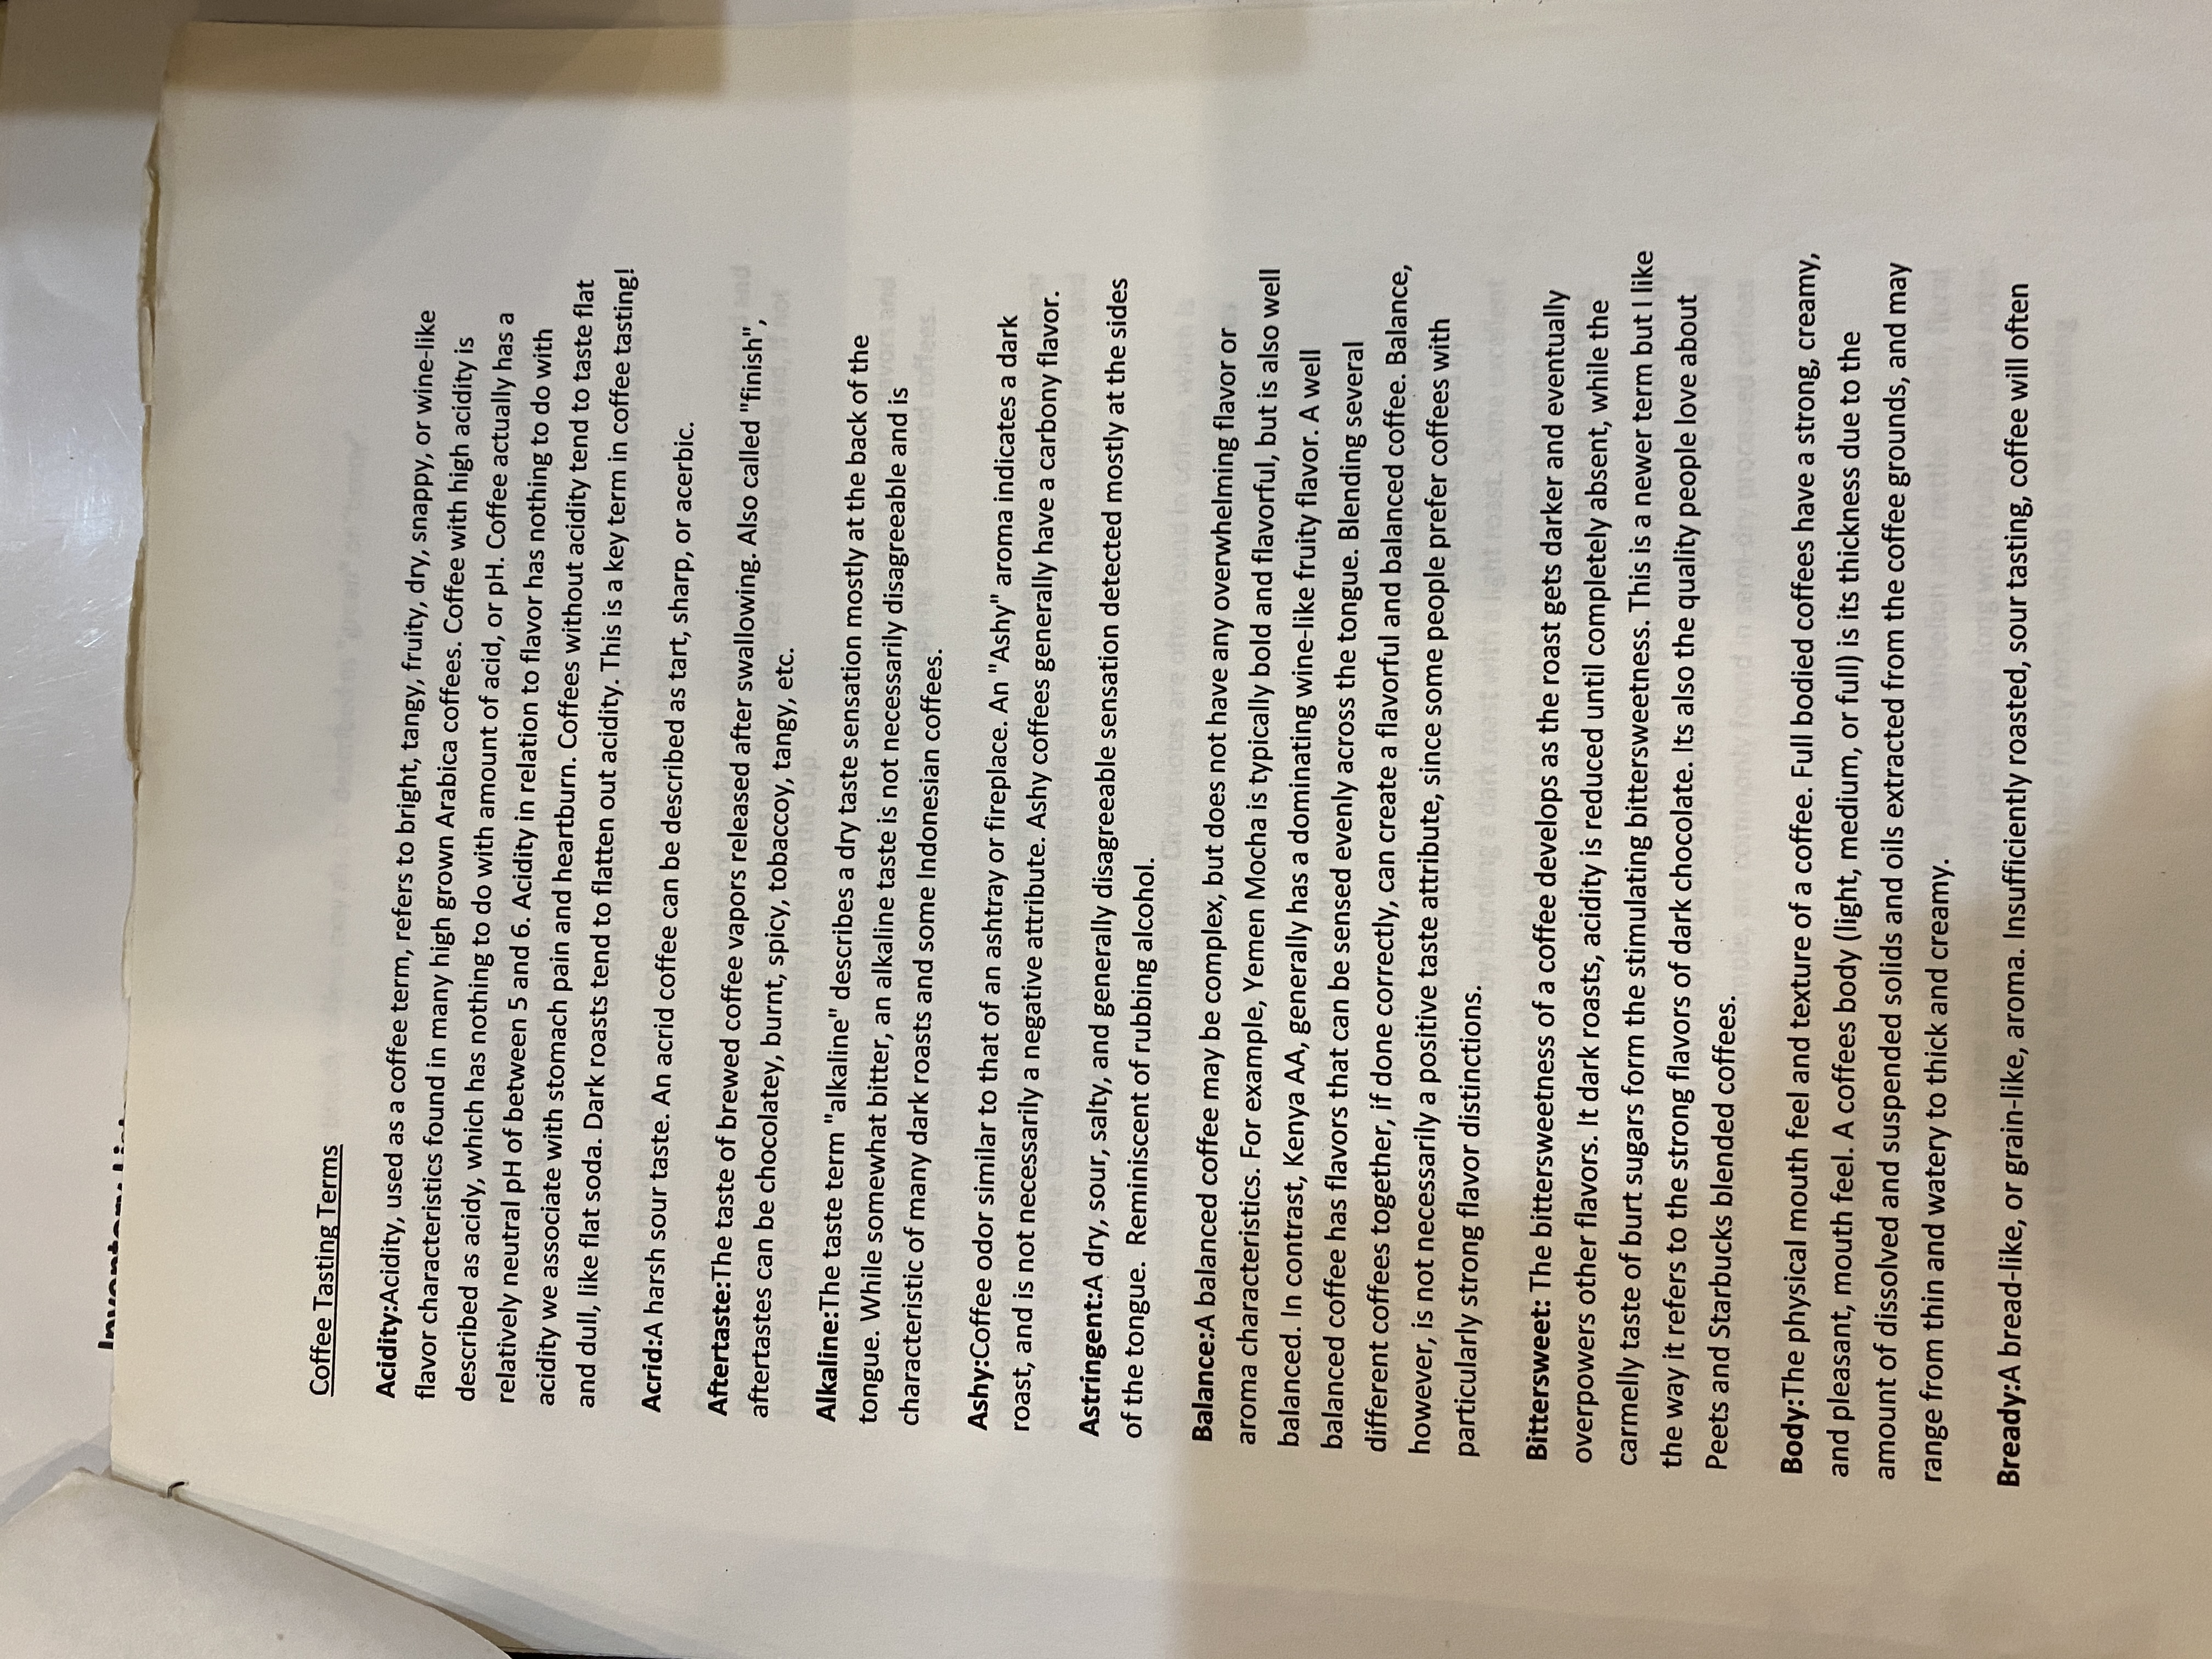 Inventory List
Coffee Tasting Terms
Acidity:Acidity, used as a coffee term, refers to bright, tangy, fruity, dry, snappy, or wine-like
flavor characteristics found in many high grown Arabica coffees. Coffee with high acidity is
described as acidy, which has nothing to do with amount of acid, or pH. Coffee actually has a
relatively neutral pH of between 5 and 6. Acidity in relation to flavor has nothing to do with
acidity we associate with stomach pain and heartburn. Coffees without acidity tend to taste flat
and dull, like flat soda. Dark roasts tend to flatten out acidity. This is a key term in coffee tasting!
Acrid:A harsh sour taste. An acrid coffee can be described as tart, sharp, or acerbic.
Aftertaste:The taste of brewed coffee vapors released after swallowing. Also called "finish",
aftertastes can be chocolatey, burnt, spicy, tobaccoy, tangy, etc.
Alkaline:The taste term "alkaline" describes a dry taste sensation mostly at the back of the
tongue. While somewhat bitter, an alkaline taste is not necessarily disagreeable and is
characteristic of many dark roasts and some Indonesian coffees.
Ashy:Coffee odor similar to that of an ashtray or fireplace. An "Ashy" aroma indicates a dark
roast, and is not necessarily a negative attribute. Ashy coffees generally have a carbony flavor.
Astringent:A dry, sour, salty, and generally disagreeable sensation detected mostly at the sides
of the tongue.  Reminiscent of rubbing alcohol.
Balance:A balanced coffee may be complex, but does not have any overwhelming flavor or
aroma characteristics. For example, Yemen Mocha is typically bold and flavorful, but is also well
balanced. In contrast, Kenya AA, generally has a dominating wine-like fruity flavor. A well
balanced coffee has flavors that can be sensed evenly across the tongue. Blending several
different coffees together, if done correctly, can create a flavorful and balanced coffee. Balance,
however, is not necessarily a positive taste attribute, since some people prefer coffees with
particularly strong flavor distinctions.
Bittersweet: The bittersweetness of a coffee develops as the roast gets darker and eventually
overpowers other flavors. It dark roasts, acidity is reduced until completely absent, while the
carmelly taste of burt sugars form the stimulating bittersweetness. This is a newer term but I like
the way it refers to the strong flavors of dark chocolate. Its also the quality people love about
Peets and Starbucks blended coffees.
Body:The physical mouth feel and texture of a coffee. Full bodied coffees have a strong, creamy,
and pleasant, mouth feel. A coffees body (light, medium, or full) is its thickness due to the
amount of dissolved and suspended solids and oils extracted from the coffee grounds, and may
range from thin and watery to thick and creamy.
Bready:A bread-like, or grain-like, aroma. Insufficiently roasted, sour tasting, coffee will often